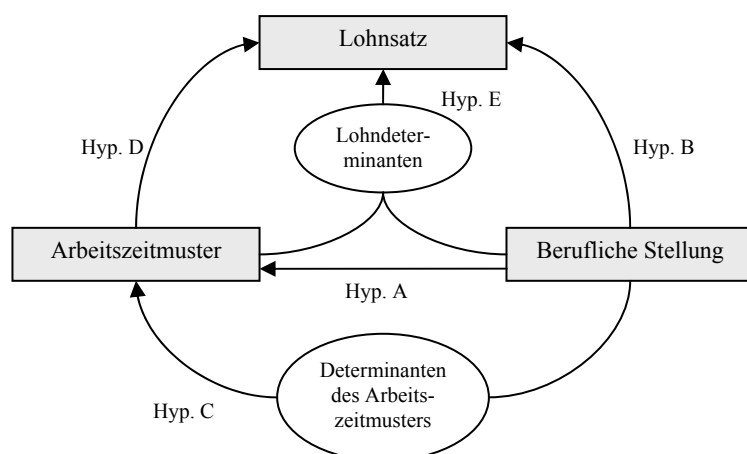 Lohnsatz
Hyp. E
Hyp. D
Lohndeter-
minanten
Hyp. B
Arbeitszeitmuster
Berufliche Stellung
Hyp. A
Determinanten
des Arbeits-
zeitmusters
Hyp. C